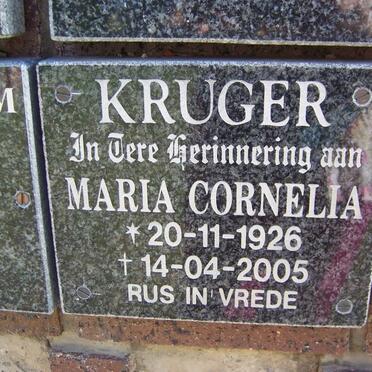 M
KRUGER
In Tere Herinnering aan
MARIA CORNELIA
* 20-11-1926
† 14-04-2005
RUS IN VREDE